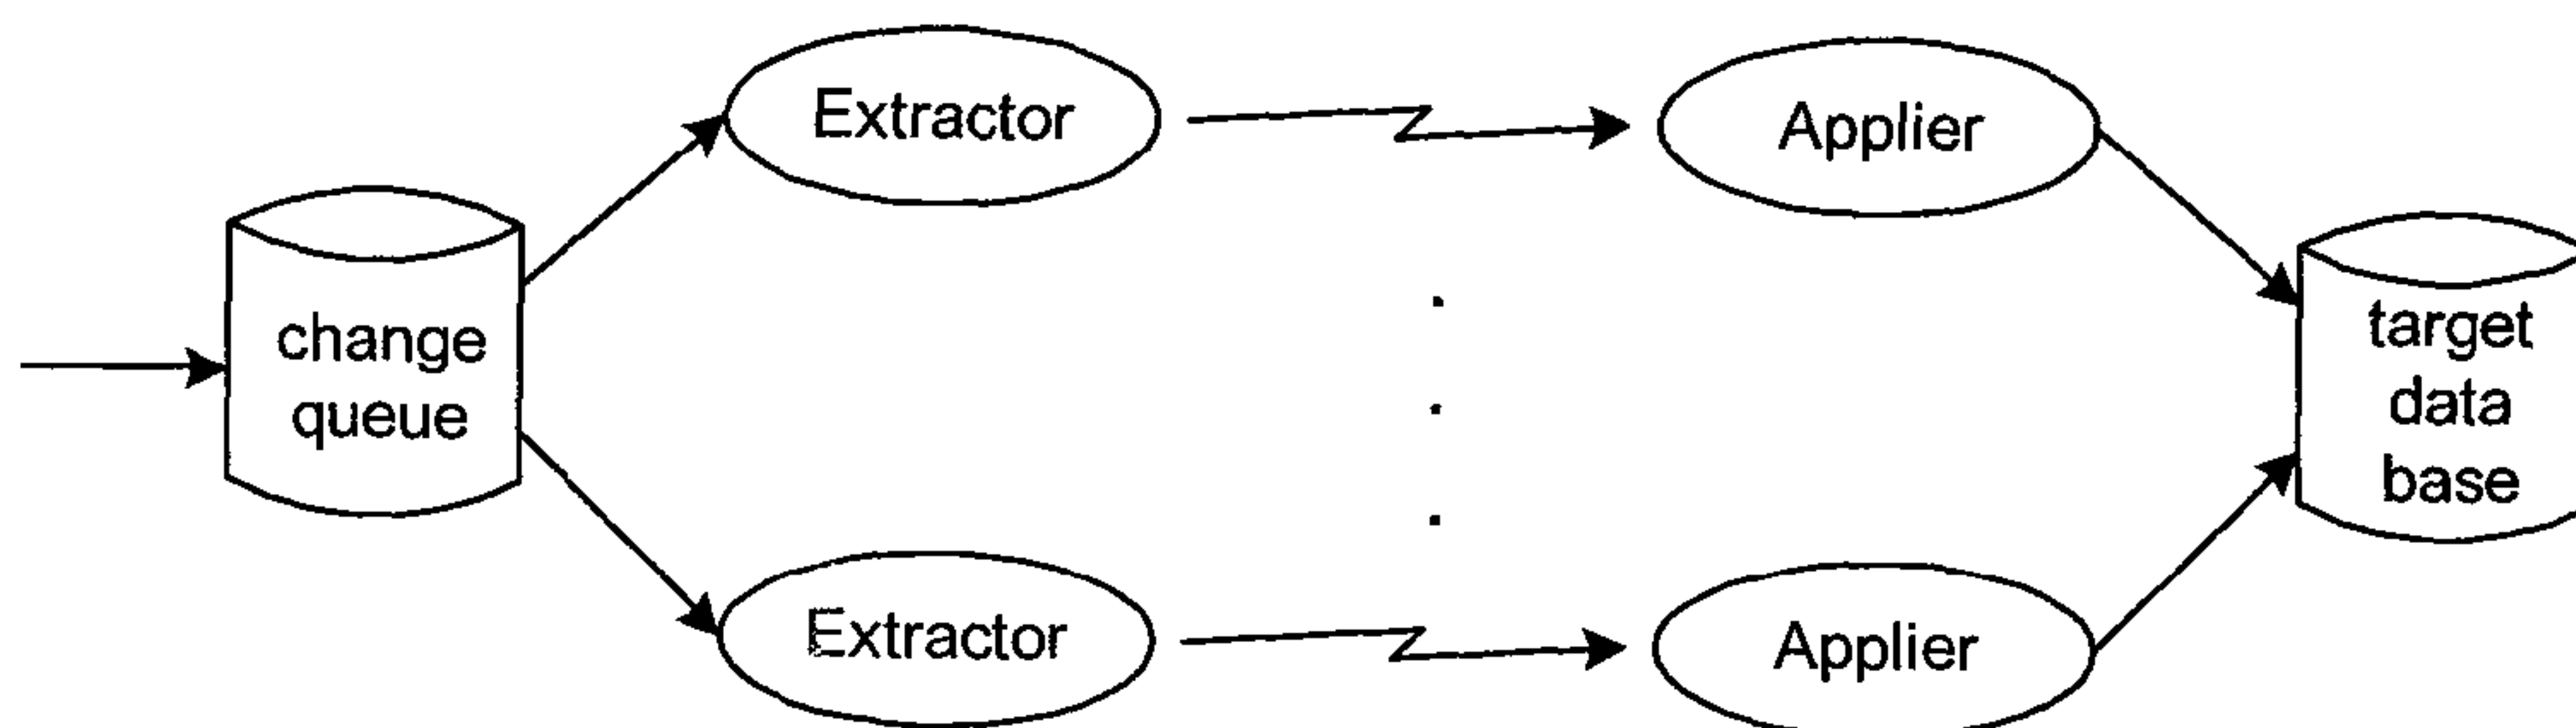 Extractor
Applier
change
queue
target
data
base
Extractor
Applier